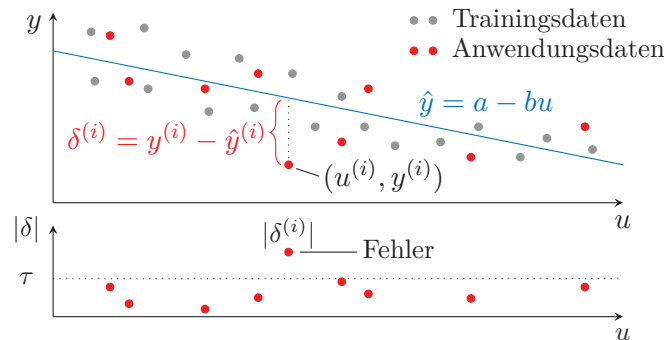 y
Trainingsdaten
Anwendungsdaten
ŷ = a − bu
δ^(i) = y^(i) − ŷ^(i)
(u^(i), y^(i))
u
|δ|
|δ^(i)|
Fehler
τ
u